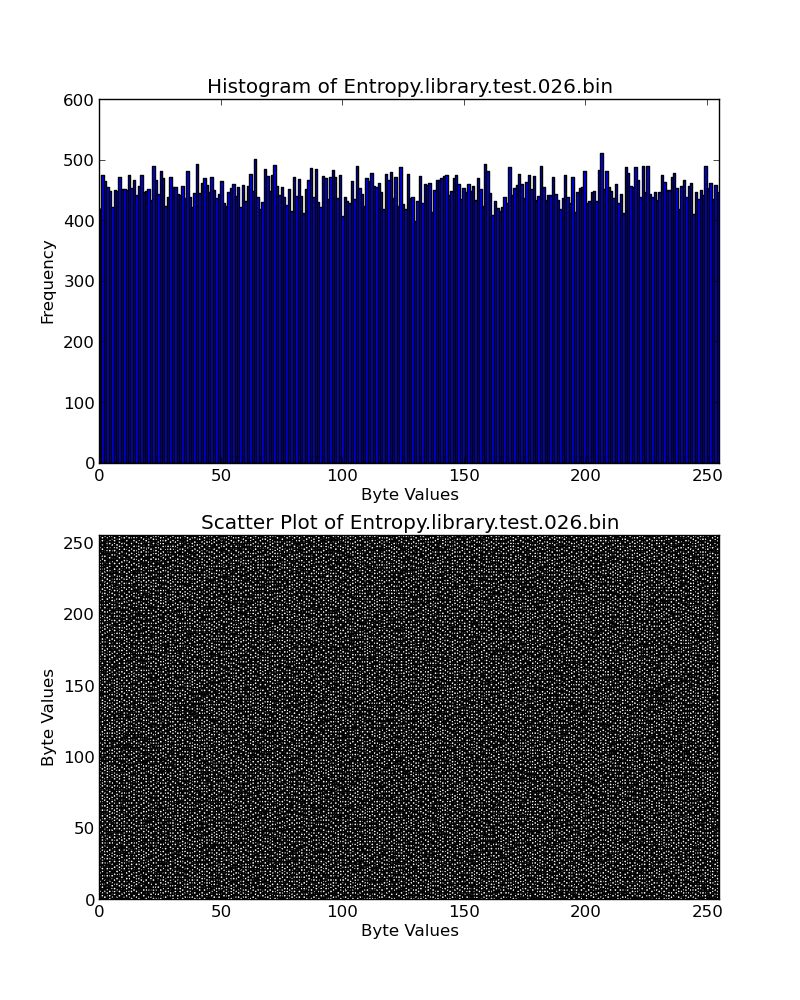 Histogram of Entropy.library.test.026.bin
600
500
400
300
200
100
0
Frequency
0 50 100 150 200 250
Byte Values
Scatter Plot of Entropy.library.test.026.bin
250
200
150
100
50
0
Byte Values
0 50 100 150 200 250
Byte Values